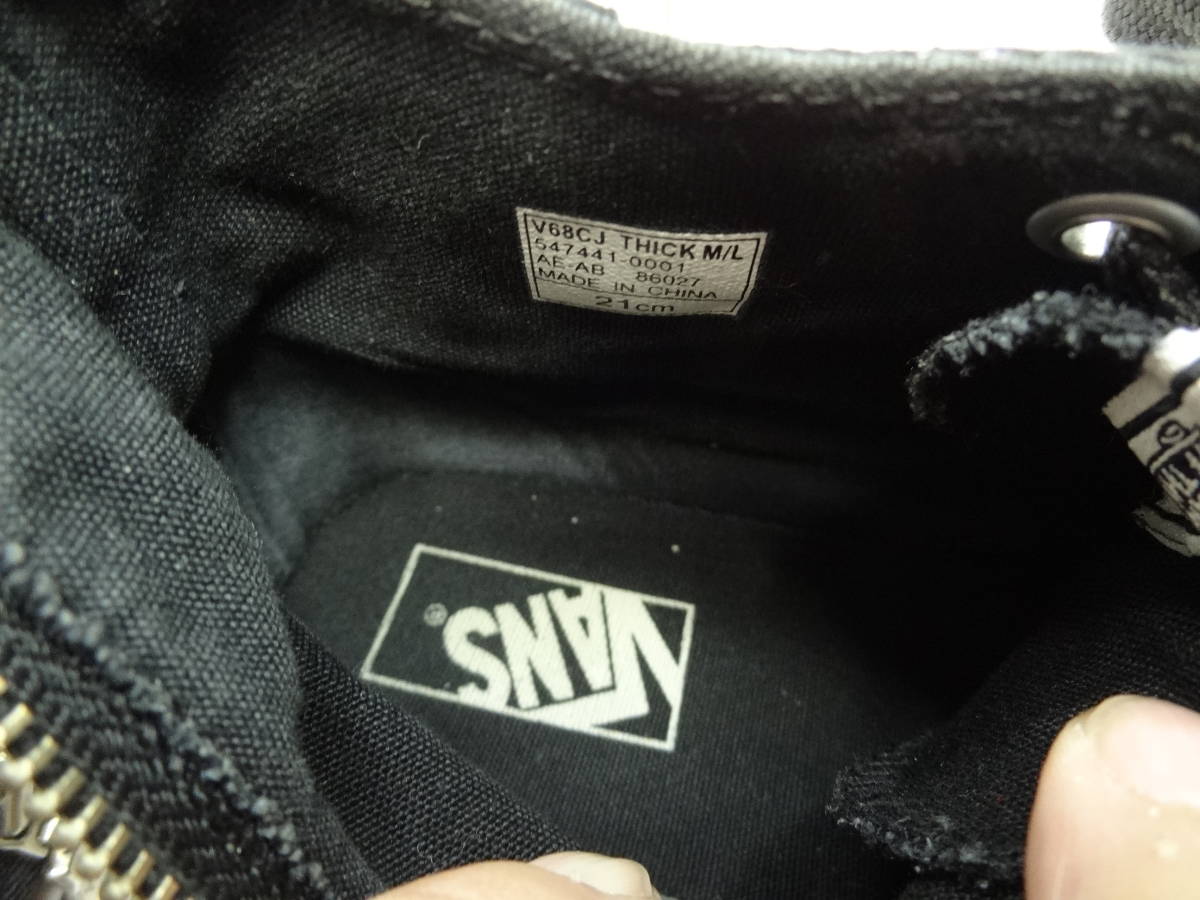 V68CJ THICK M/L
547441-0001
AE-AB 86027
MADE IN CHINA
21cm
VANS®